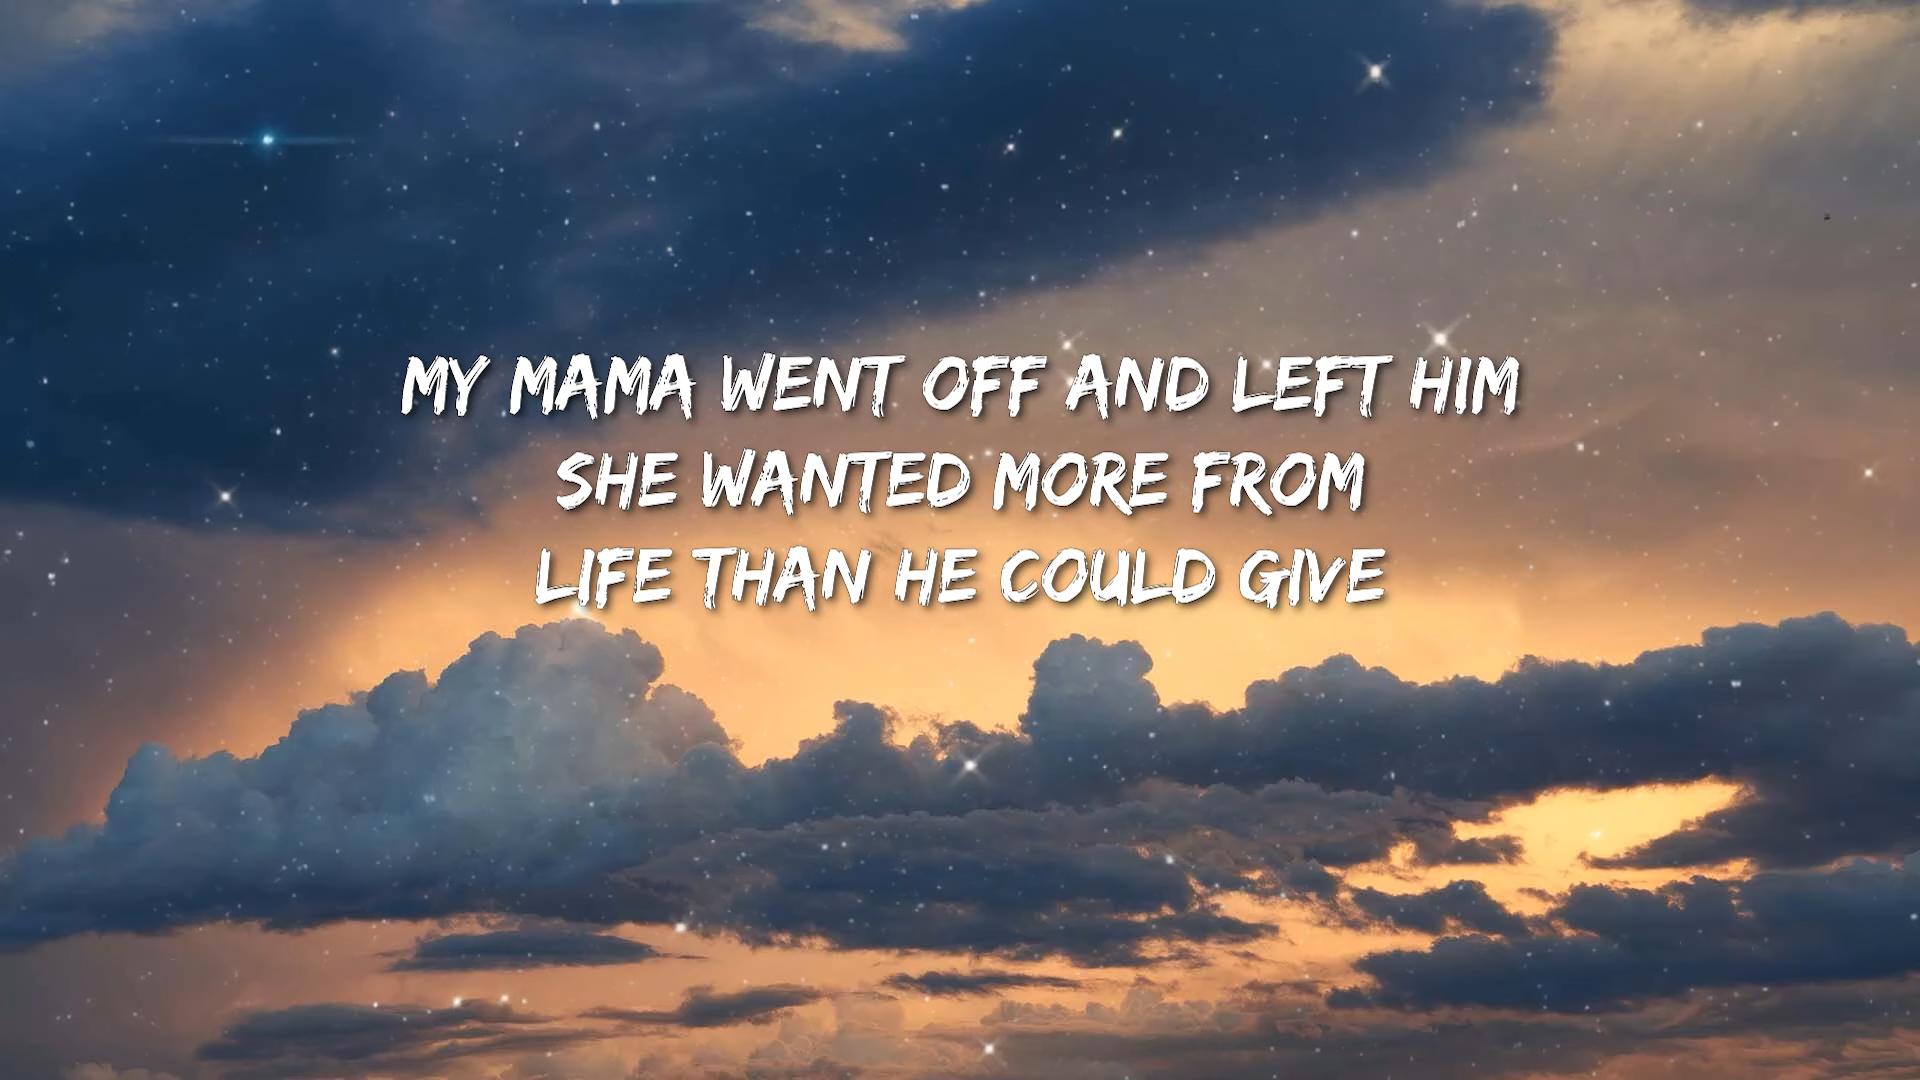 MY MAMA WENT OFF AND LEFT HIM
SHE WANTED MORE FROM
LIFE THAN HE COULD GIVE